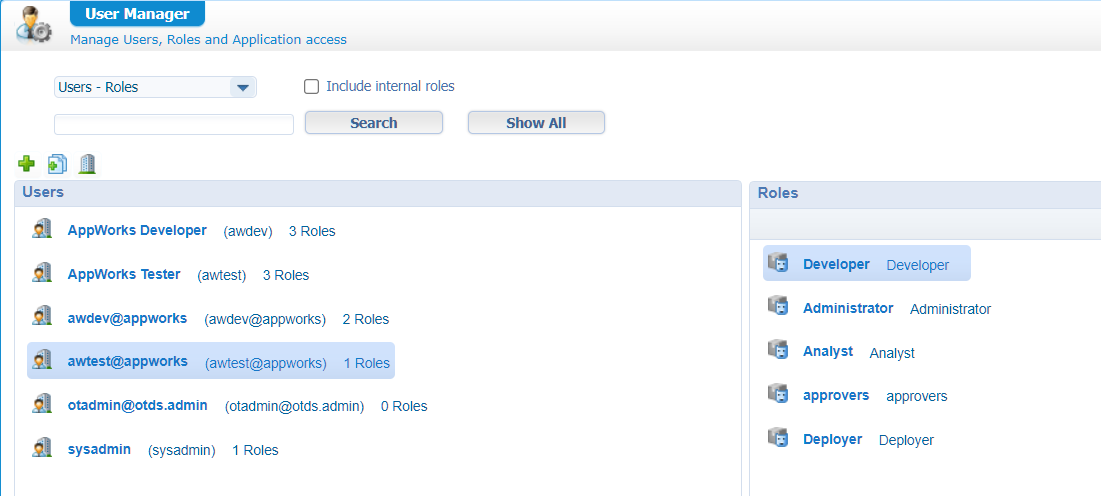 User Manager
Manage Users, Roles and Application access
Users - Roles
Include internal roles
Search
Show All
Users
AppWorks Developer (awdev) 3 Roles
AppWorks Tester (awtest) 3 Roles
awdev@appworks (awdev@appworks) 2 Roles
awtest@appworks (awtest@appworks) 1 Roles
otadmin@otds.admin (otadmin@otds.admin) 0 Roles
sysadmin (sysadmin) 1 Roles
Roles
Developer Developer
Administrator Administrator
Analyst Analyst
approvers approvers
Deployer Deployer